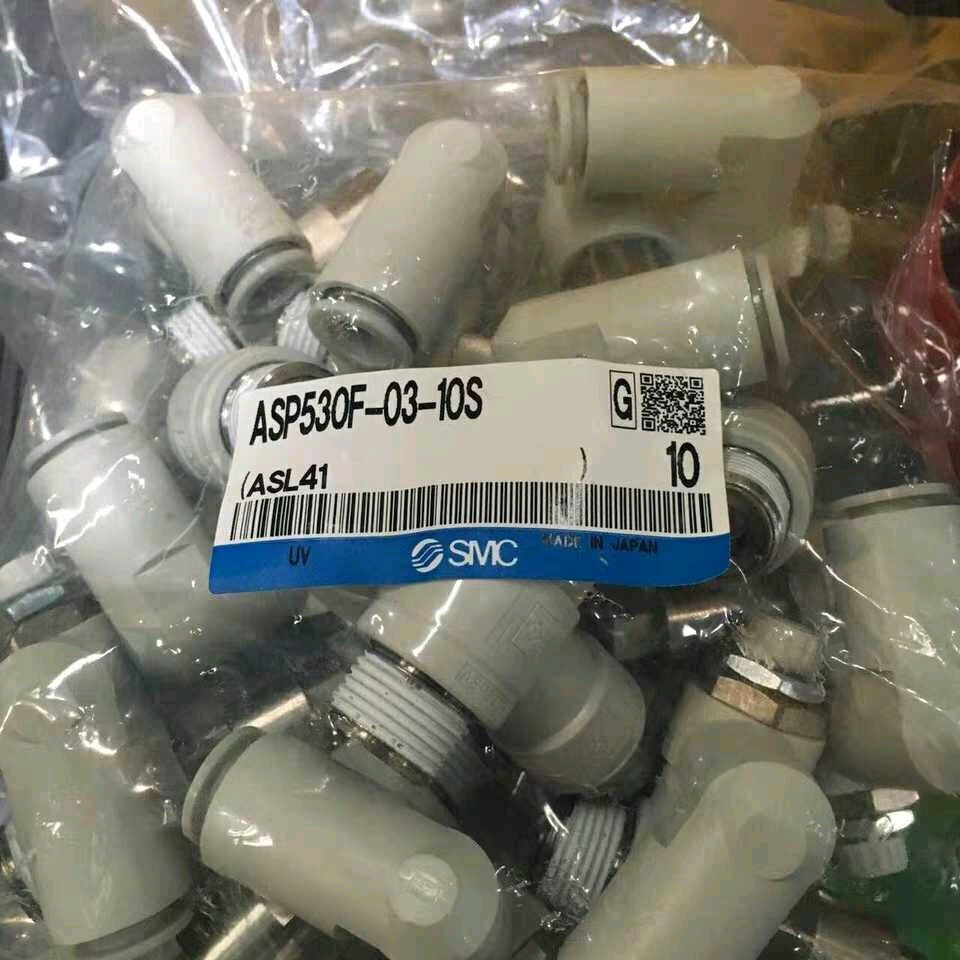 ASP530F-03-10S
G
(ASL41 )
10
UV
SMC
MADE IN JAPAN